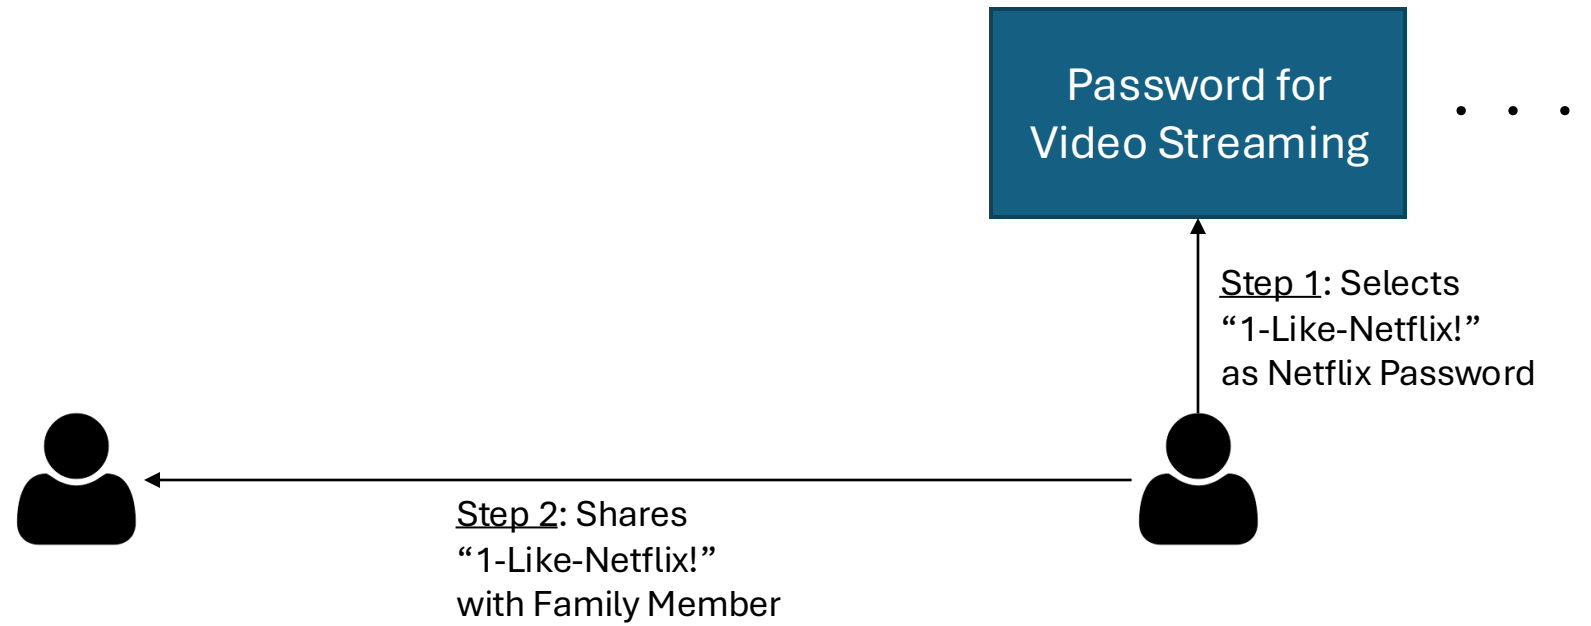 Password for
Video Streaming
. . .
Step 1: Selects
“1-Like-Netflix!”
as Netflix Password
Step 2: Shares
“1-Like-Netflix!”
with Family Member